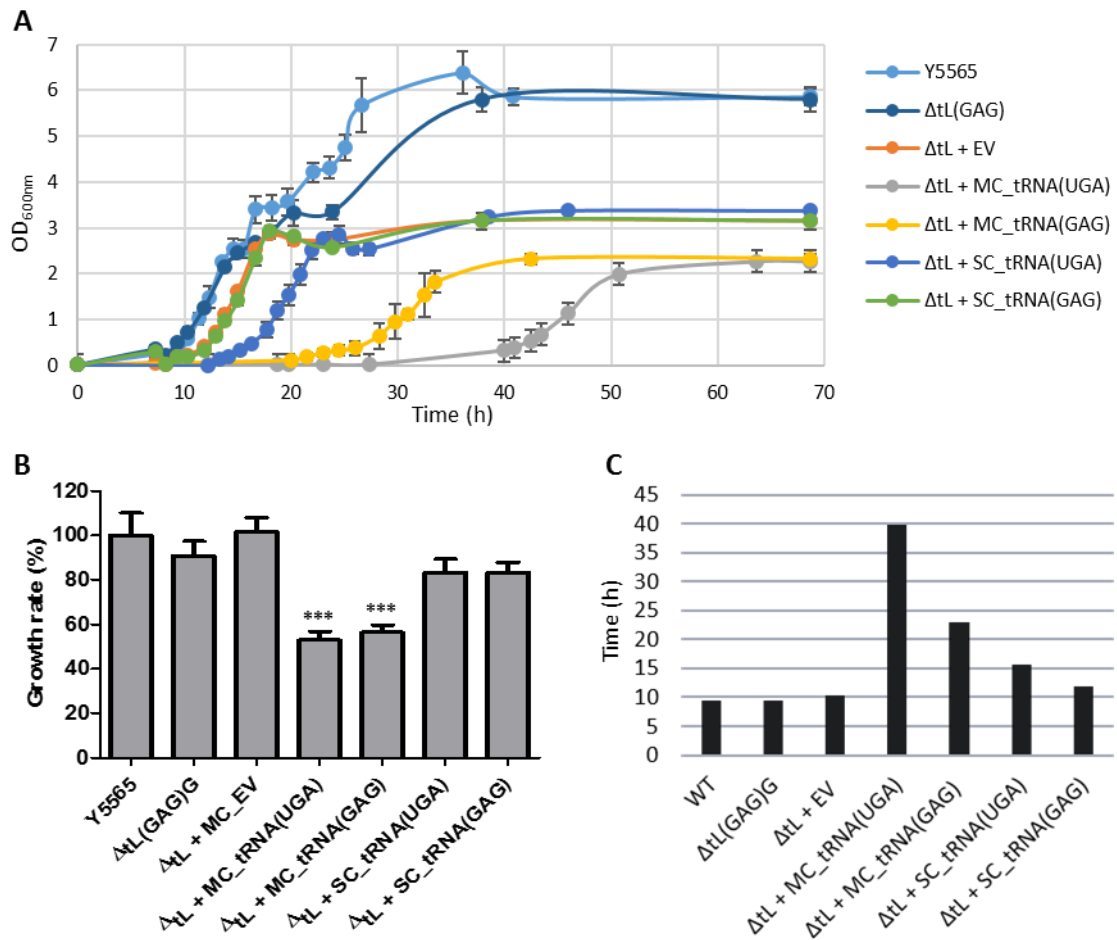 A
7
6
5
4
3
2
1
0
OD600nm
0 10 20 30 40 50 60 70
Time (h)
Y5565
ΔtL(GAG)
ΔtL + EV
ΔtL + MC_tRNA(UGA)
ΔtL + MC_tRNA(GAG)
ΔtL + SC_tRNA(UGA)
ΔtL + SC_tRNA(GAG)
B
120
100
80
60
40
20
0
Growth rate (%)
*** ***
Y5565
ΔtL(GAG)G
ΔtL + MC_EV
ΔtL + MC_tRNA(UGA)
ΔtL + MC_tRNA(GAG)
ΔtL + SC_tRNA(UGA)
ΔtL + SC_tRNA(GAG)
C
45
40
35
30
25
20
15
10
5
0
Time (h)
WT
ΔtL(GAG)G
ΔtL + EV
ΔtL + MC_tRNA(UGA)
ΔtL + MC_tRNA(GAG)
ΔtL + SC_tRNA(UGA)
ΔtL + SC_tRNA(GAG)